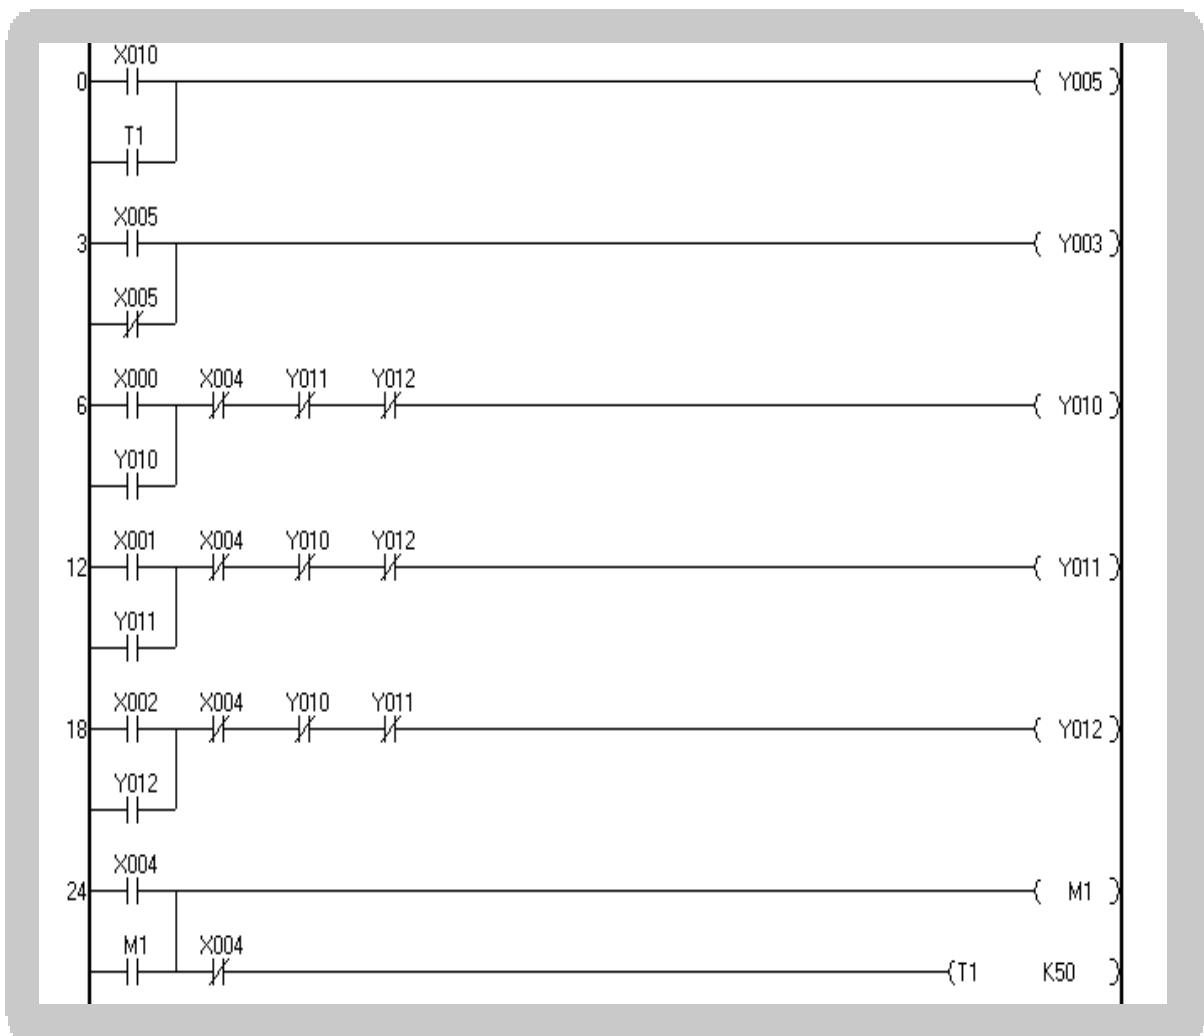 X010
0 Y005
T1
X005
3 Y003
X005
X000 X004 Y011 Y012
6 Y010
Y010
X001 X004 Y010 Y012
12 Y011
Y011
X002 X004 Y010 Y011
18 Y012
Y012
X004
24 M1
M1 X004
T1 K50